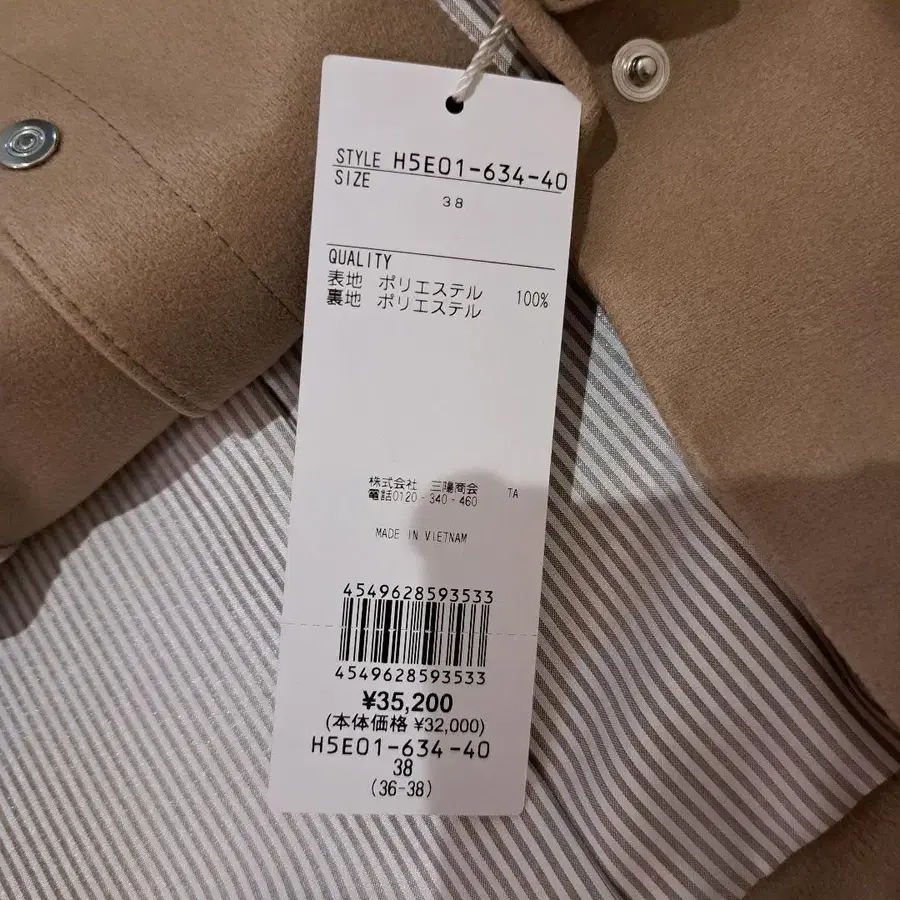 STYLE H5E01-634-40
SIZE
38
QUALITY
表地 ポリエステル 100%
裏地 ポリエステル
株式会社 三陽商会 TA
電話0120-340-460
MADE IN VIETNAM
4549628593533
4549628593533
¥35,200
(本体価格 ¥32,000)
H5E01-634-40
38
(36-38)